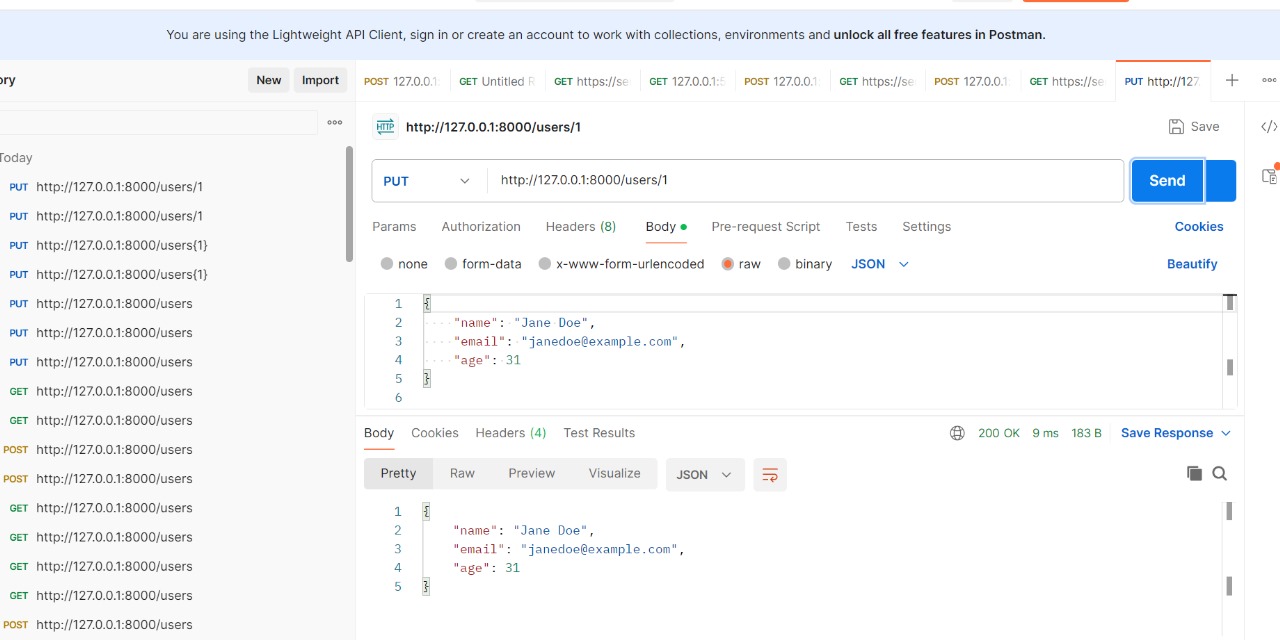 You are using the Lightweight API Client, sign in or create an account to work with collections, environments and unlock all free features in Postman.
ory
New
Import
POST 127.0.0.1:
GET Untitled R
GET https://se
GET 127.0.0.1:5
POST 127.0.0.1:
GET https://se
POST 127.0.0.1:
GET https://se
PUT http://127.
HTTP
http://127.0.0.1:8000/users/1
Save
</>
Today
PUT http://127.0.0.1:8000/users/1
PUT http://127.0.0.1:8000/users/1
PUT http://127.0.0.1:8000/users{1}
PUT http://127.0.0.1:8000/users{1}
PUT http://127.0.0.1:8000/users
PUT http://127.0.0.1:8000/users
PUT http://127.0.0.1:8000/users
GET http://127.0.0.1:8000/users
GET http://127.0.0.1:8000/users
POST http://127.0.0.1:8000/users
POST http://127.0.0.1:8000/users
GET http://127.0.0.1:8000/users
GET http://127.0.0.1:8000/users
GET http://127.0.0.1:8000/users
GET http://127.0.0.1:8000/users
POST http://127.0.0.1:8000/users
PUT
http://127.0.0.1:8000/users/1
Send
Params
Authorization
Headers (8)
Body
Pre-request Script
Tests
Settings
Cookies
none
form-data
x-www-form-urlencoded
raw
binary
JSON
Beautify
1 {
2 "name": "Jane Doe",
3 "email": "janedoe@example.com",
4 "age": 31
5 }
6
Body
Cookies
Headers (4)
Test Results
200 OK
9 ms
183 B
Save Response
Pretty
Raw
Preview
Visualize
JSON
1 {
2 "name": "Jane Doe",
3 "email": "janedoe@example.com",
4 "age": 31
5 }